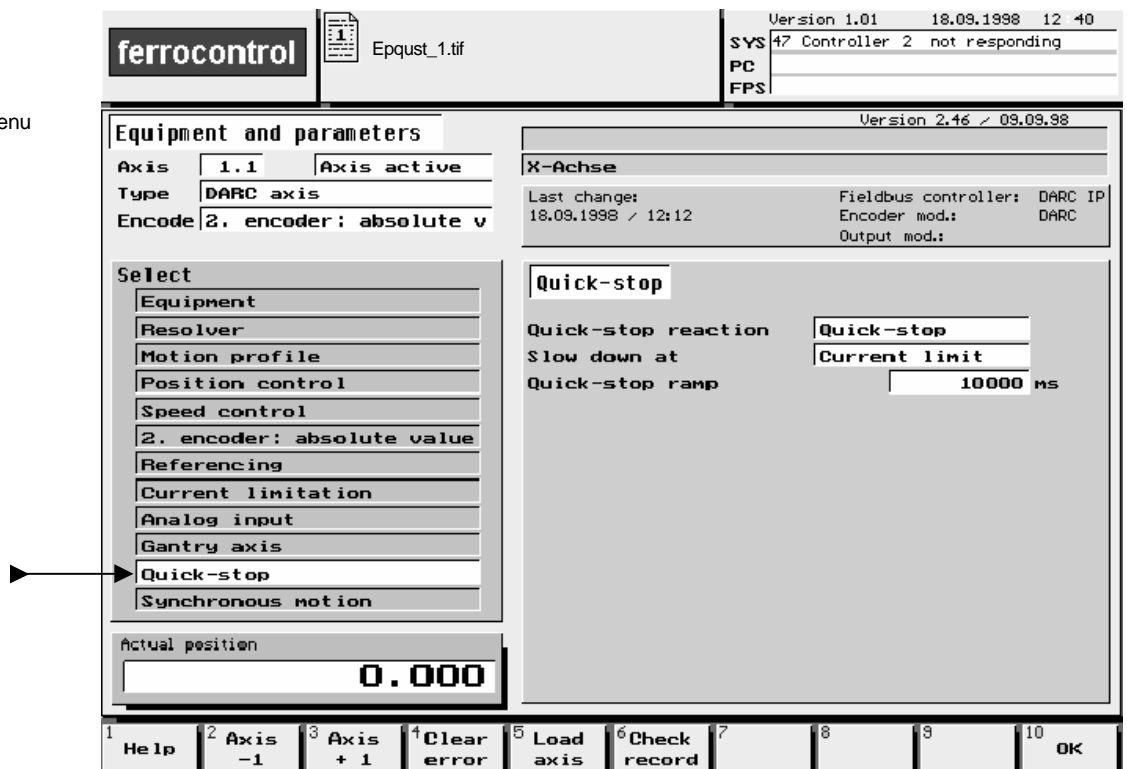 enu
ferrocontrol
1
Epqust_1.tif
Version 1.01 18.09.1998 12 40
SYS 47 Controller 2 not responding
PC
FPS
Equipment and parameters
Version 2.46 / 09.09.98
Axis 1.1 Axis active
X-Achse
Type DARC axis
Encode 2. encoder: absolute v
Last change:
18.09.1998 / 12:12
Fieldbus controller: DARC IP
Encoder mod.: DARC
Output mod.:
Select
Equipment
Resolver
Motion profile
Position control
Speed control
2. encoder: absolute value
Referencing
Current limitation
Analog input
Gantry axis
Quick-stop
Synchronous motion
Quick-stop
Quick-stop reaction Quick-stop
Slow down at Current limit
Quick-stop ramp 10000 ms
Actual position
0.000
1 Help
2 Axis -1
3 Axis + 1
4 Clear error
5 Load axis
6 Check record
7
8
9
10 OK